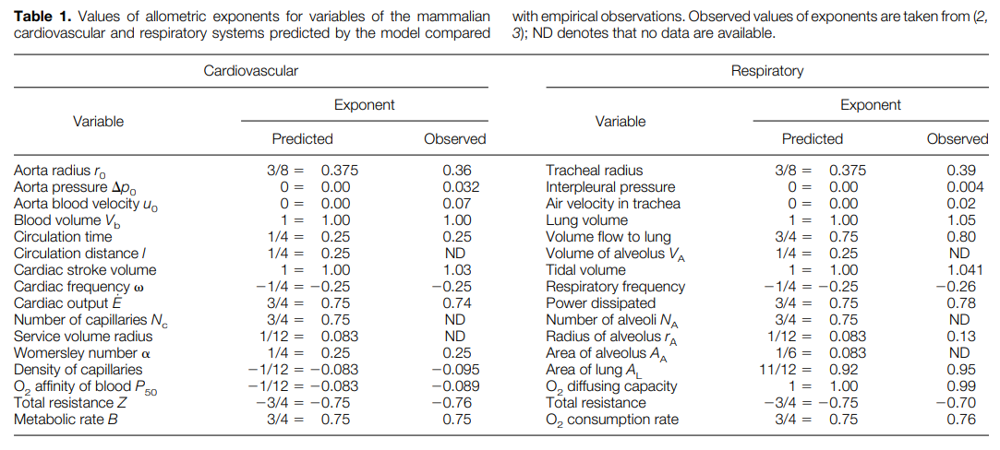 Table 1. Values of allometric exponents for variables of the mammalian
cardiovascular and respiratory systems predicted by the model compared
with empirical observations. Observed values of exponents are taken from (2,
3); ND denotes that no data are available.
Cardiovascular
Variable
Exponent
Predicted Observed
Aorta radius r₀ 3/8 = 0.375 0.36
Aorta pressure Δp₀ 0 = 0.00 0.032
Aorta blood velocity u₀ 0 = 0.00 0.07
Blood volume V_b 1 = 1.00 1.00
Circulation time 1/4 = 0.25 0.25
Circulation distance l 1/4 = 0.25 ND
Cardiac stroke volume 1 = 1.00 1.03
Cardiac frequency ω −1/4 = −0.25 −0.25
Cardiac output Ė 3/4 = 0.75 0.74
Number of capillaries N_c 3/4 = 0.75 ND
Service volume radius 1/12 = 0.083 ND
Womersley number α 1/4 = 0.25 0.25
Density of capillaries −1/12 = −0.083 −0.095
O₂ affinity of blood P₅₀ −1/12 = −0.083 −0.089
Total resistance Z −3/4 = −0.75 −0.76
Metabolic rate B 3/4 = 0.75 0.75
Respiratory
Variable
Exponent
Predicted Observed
Tracheal radius 3/8 = 0.375 0.39
Interpleural pressure 0 = 0.00 0.004
Air velocity in trachea 0 = 0.00 0.02
Lung volume 1 = 1.00 1.05
Volume flow to lung 3/4 = 0.75 0.80
Volume of alveolus V_A 1/4 = 0.25 ND
Tidal volume 1 = 1.00 1.041
Respiratory frequency −1/4 = −0.25 −0.26
Power dissipated 3/4 = 0.75 0.78
Number of alveoli N_A 3/4 = 0.75 ND
Radius of alveolus r_A 1/12 = 0.083 0.13
Area of alveolus A_A 1/6 = 0.083 ND
Area of lung A_L 11/12 = 0.92 0.95
O₂ diffusing capacity 1 = 1.00 0.99
Total resistance −3/4 = −0.75 −0.70
O₂ consumption rate 3/4 = 0.75 0.76